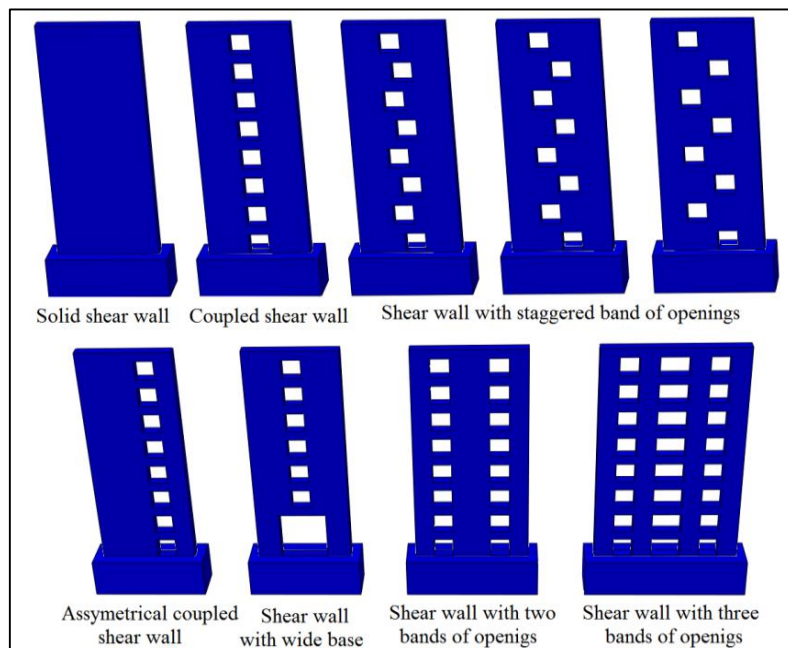 Solid shear wall
Coupled shear wall
Shear wall with staggered band of openings
Assymetrical coupled
shear wall
Shear wall
with wide base
Shear wall with two
bands of openigs
Shear wall with three
bands of openigs